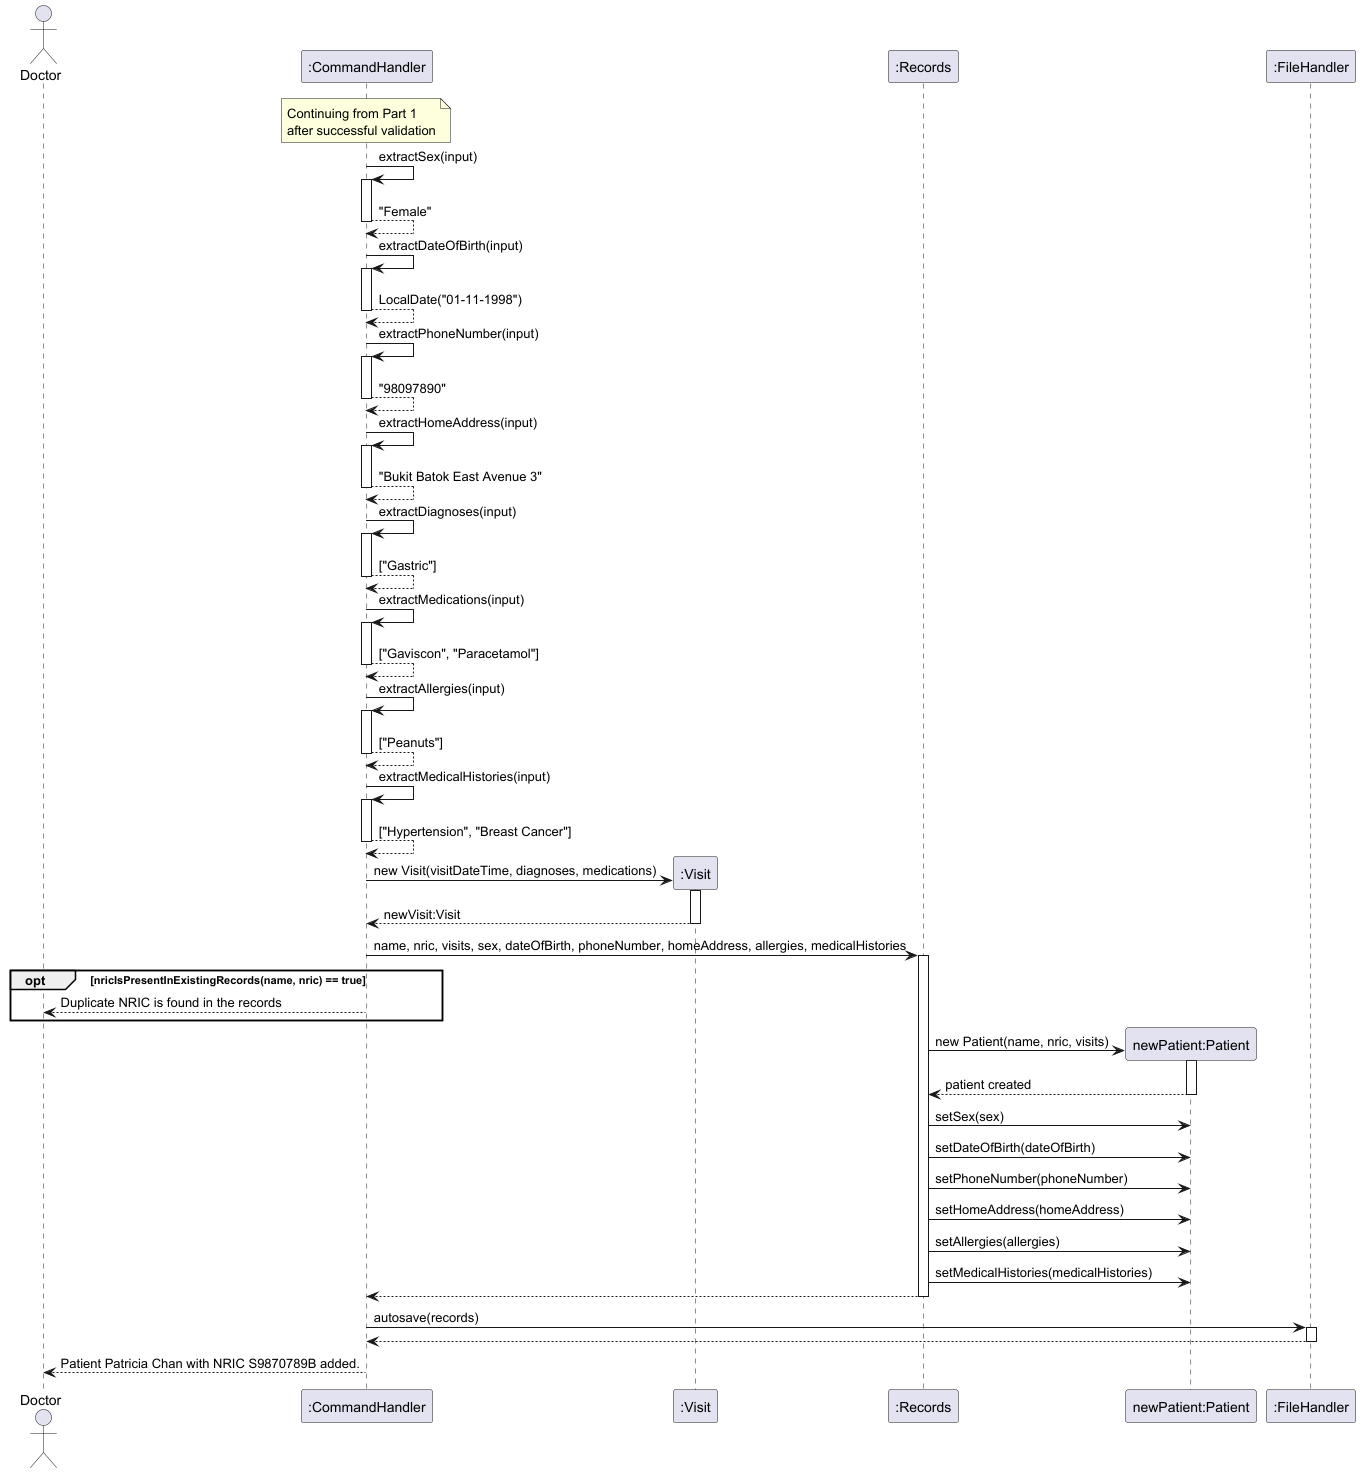 Doctor
:CommandHandler
:Records
:FileHandler
Continuing from Part 1
after successful validation
extractSex(input)
"Female"
extractDateOfBirth(input)
LocalDate("01-11-1998")
extractPhoneNumber(input)
"98097890"
extractHomeAddress(input)
"Bukit Batok East Avenue 3"
extractDiagnoses(input)
["Gastric"]
extractMedications(input)
["Gaviscon", "Paracetamol"]
extractAllergies(input)
["Peanuts"]
extractMedicalHistories(input)
["Hypertension", "Breast Cancer"]
new Visit(visitDateTime, diagnoses, medications)
:Visit
newVisit:Visit
name, nric, visits, sex, dateOfBirth, phoneNumber, homeAddress, allergies, medicalHistories
opt
[nricIsPresentInExistingRecords(name, nric) == true]
Duplicate NRIC is found in the records
new Patient(name, nric, visits)
newPatient:Patient
patient created
setSex(sex)
setDateOfBirth(dateOfBirth)
setPhoneNumber(phoneNumber)
setHomeAddress(homeAddress)
setAllergies(allergies)
setMedicalHistories(medicalHistories)
autosave(records)
Patient Patricia Chan with NRIC S9870789B added.
Doctor
:CommandHandler
:Visit
:Records
newPatient:Patient
:FileHandler